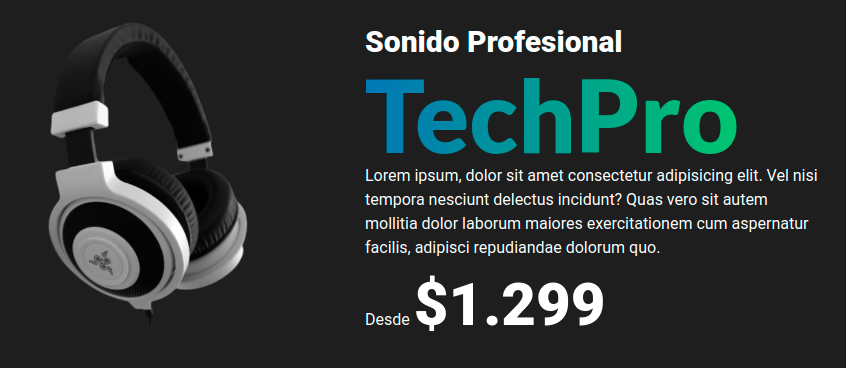 Sonido Profesional
TechPro
Lorem ipsum, dolor sit amet consectetur adipisicing elit. Vel nisi
tempora nesciunt delectus incidunt? Quas vero sit autem
mollitia dolor laborum maiores exercitationem cum aspernatur
facilis, adipisci repudiandae dolorum quo.
Desde $1.299